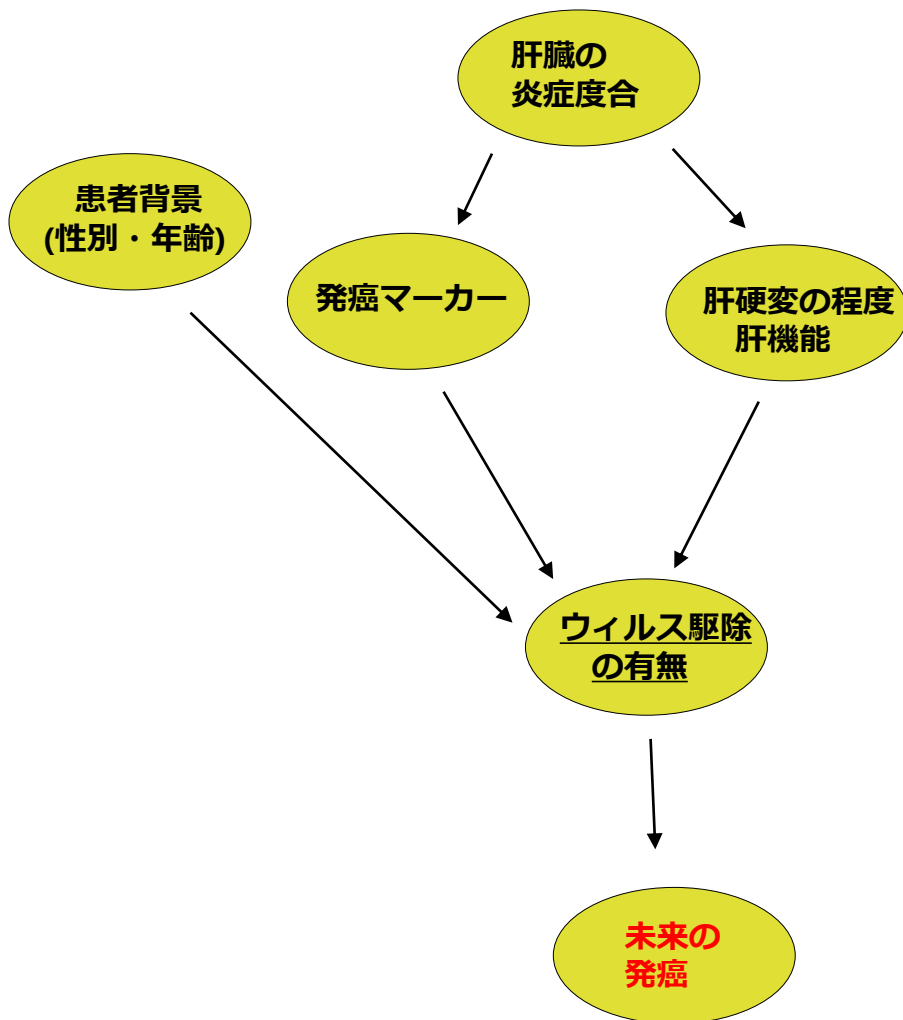 肝臓の
炎症度合
患者背景
(性別・年齢)
発癌マーカー
肝硬変の程度
肝機能
ウィルス駆除
の有無
未来の
発癌